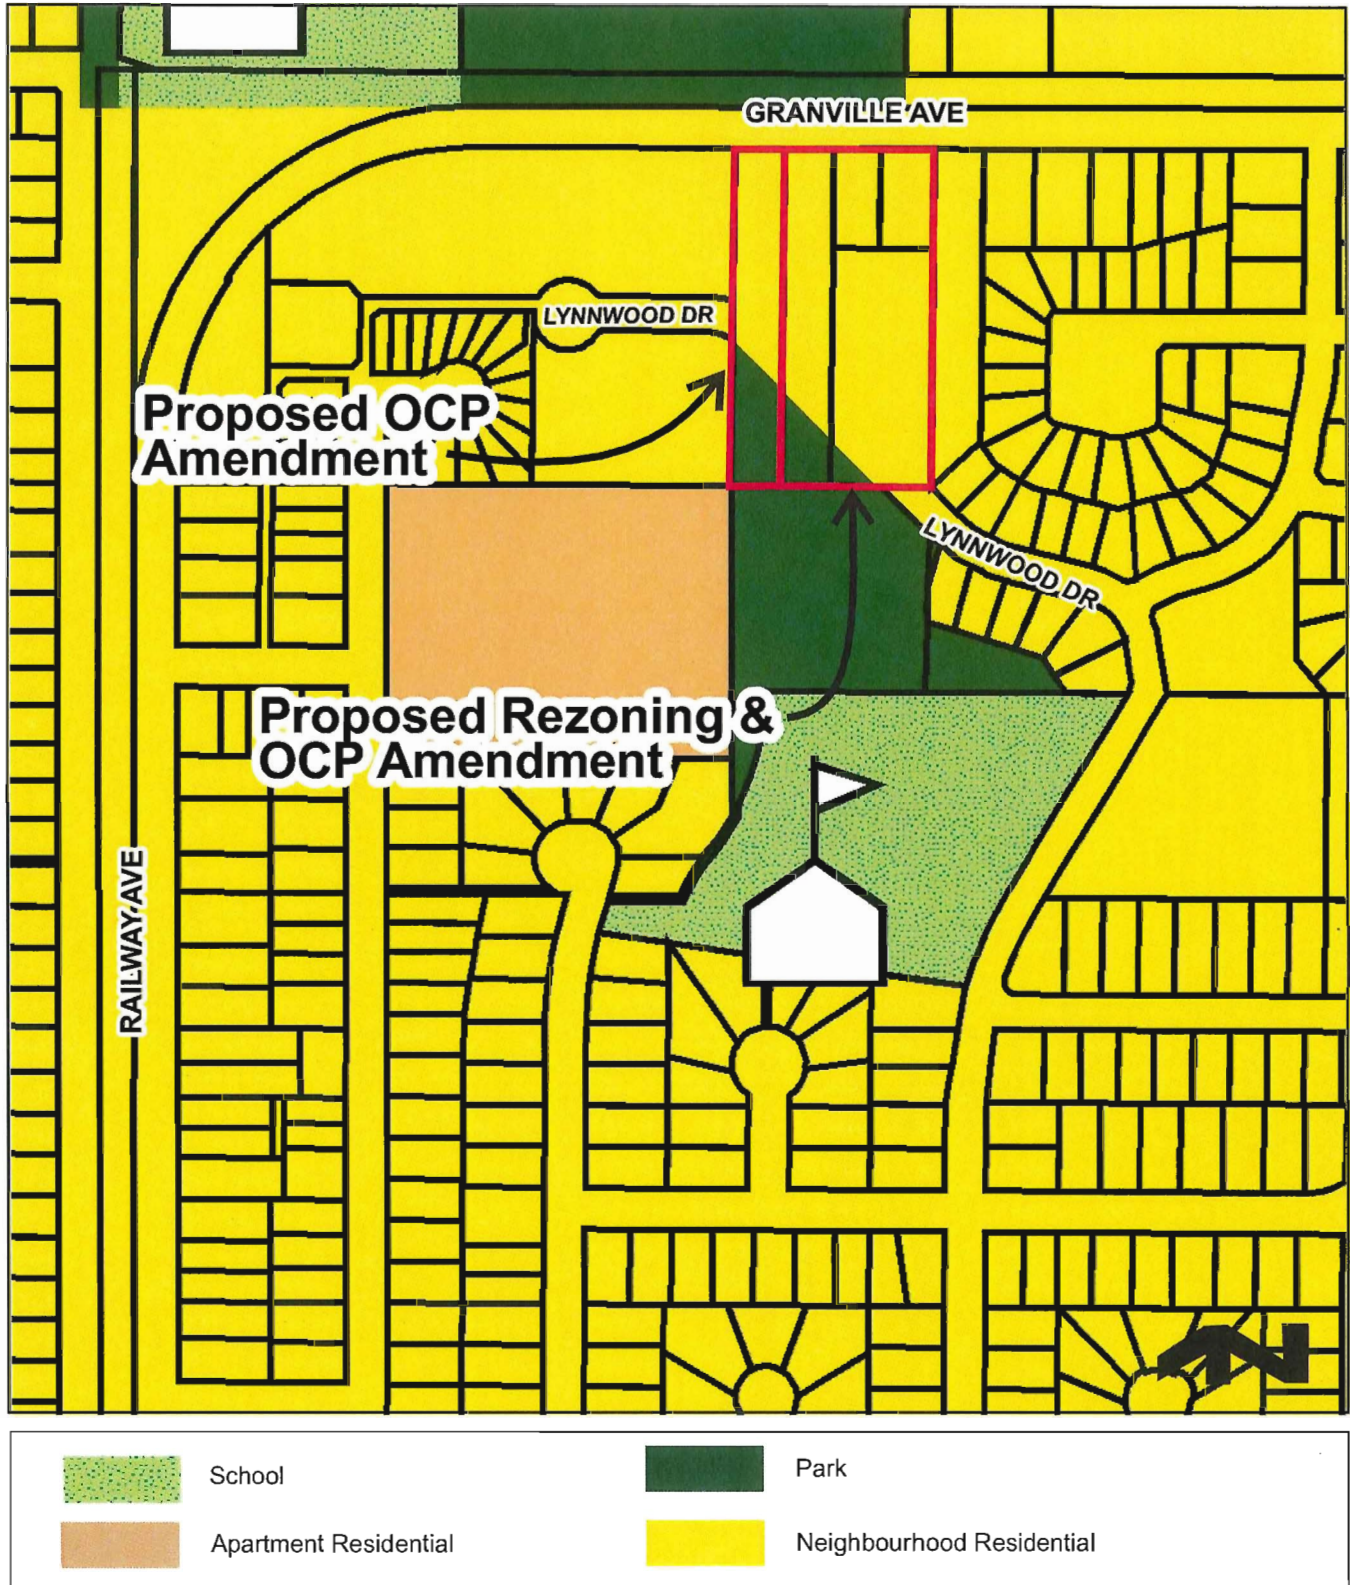 GRANVILLE AVE
LYNNWOOD DR
Proposed OCP
Amendment
LYNNWOOD DR
Proposed Rezoning &
OCP Amendment
RAILWAY AVE
School
Park
Apartment Residential
Neighbourhood Residential